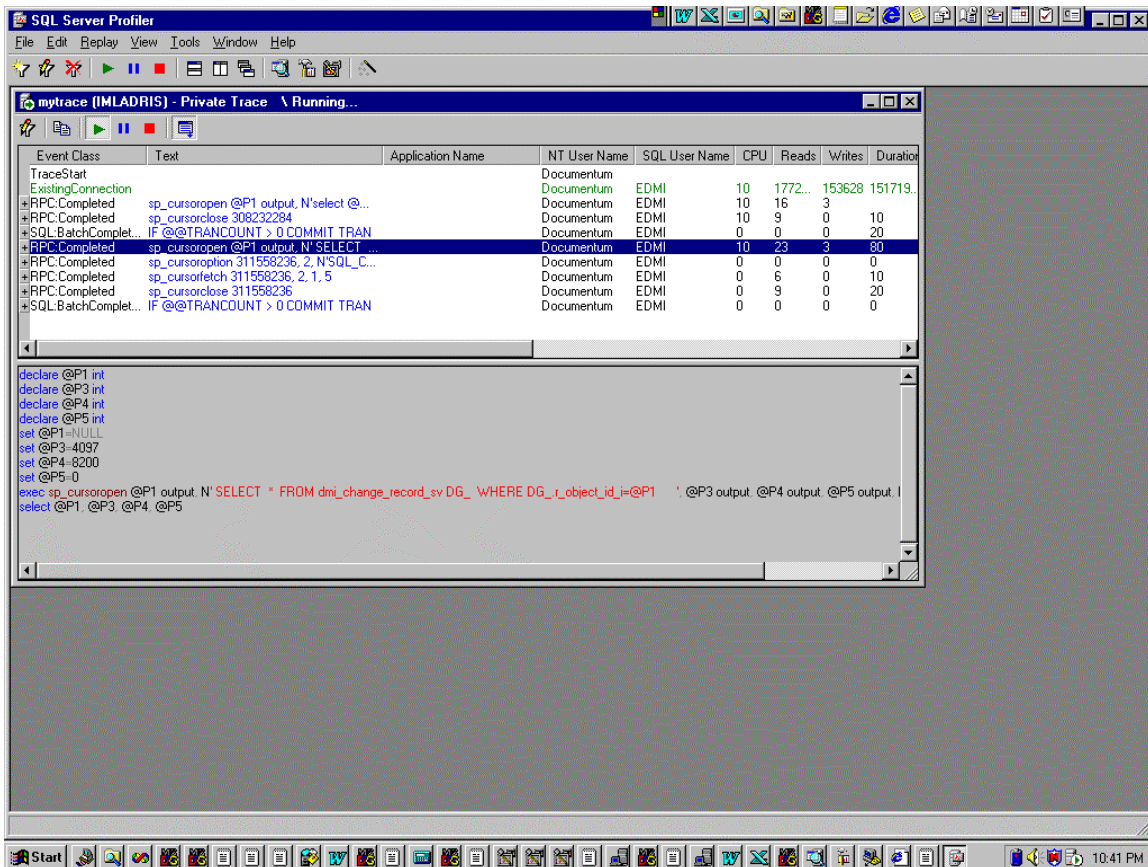 SQL Server Profiler
File Edit Replay View Tools Window Help
mytrace (IMLADRIS) - Private Trace \ Running...
Event Class Text Application Name NT User Name SQL User Name CPU Reads Writes Duration
TraceStart Documentum
ExistingConnection Documentum EDMI 10 1772... 153628 151719...
RPC:Completed sp_cursoropen @P1 output, N'select @... Documentum EDMI 10 16 3
RPC:Completed sp_cursorclose 308232284 Documentum EDMI 10 9 0 10
SQL:BatchComplet... IF @@TRANCOUNT > 0 COMMIT TRAN Documentum EDMI 0 0 0 20
RPC:Completed sp_cursoropen @P1 output, N' SELECT ... Documentum EDMI 10 23 3 80
RPC:Completed sp_cursoroption 311558236, 2, N'SQL_C... Documentum EDMI 0 0 0 0
RPC:Completed sp_cursorfetch 311558236, 2, 1, 5 Documentum EDMI 0 6 0 10
RPC:Completed sp_cursorclose 311558236 Documentum EDMI 0 9 0 20
SQL:BatchComplet... IF @@TRANCOUNT > 0 COMMIT TRAN Documentum EDMI 0 0 0 0
declare @P1 int
declare @P3 int
declare @P4 int
declare @P5 int
set @P1=NULL
set @P3=4097
set @P4=8200
set @P5=0
exec sp_cursoropen @P1 output, N' SELECT * FROM dmi_change_record_sv DG_ WHERE DG_.r_object_id_i=@P1 ', @P3 output, @P4 output, @P5 output,
select @P1, @P3, @P4, @P5
Start 10:41 PM